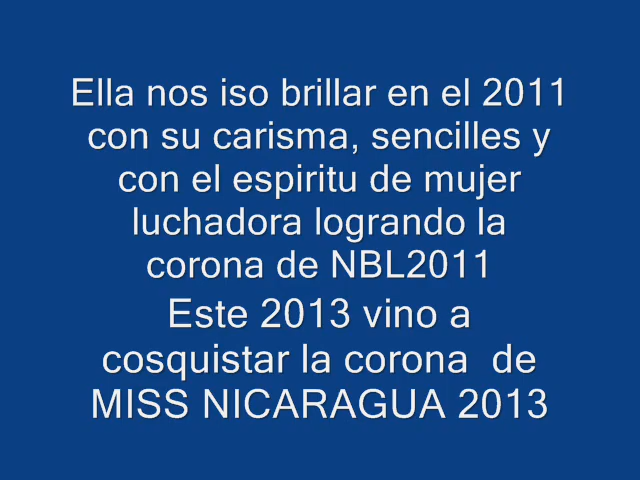 Ella nos iso brillar en el 2011
con su carisma, sencilles y
con el espiritu de mujer
luchadora logrando la
corona de NBL2011
Este 2013 vino a
cosquistar la corona  de
MISS NICARAGUA 2013